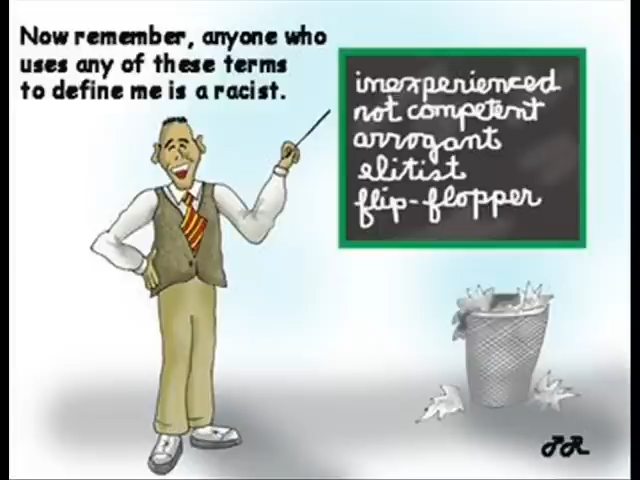 Now remember, anyone who
uses any of these terms
to define me is a racist.
inexperienced
not competent
arrogant
elitist
flip-flopper
PR